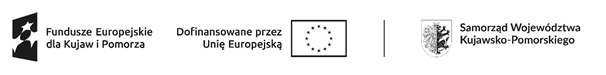 Fundusze Europejskie
dla Kujaw i Pomorza
Dofinansowane przez
Unię Europejską
Samorząd Województwa
Kujawsko-Pomorskiego